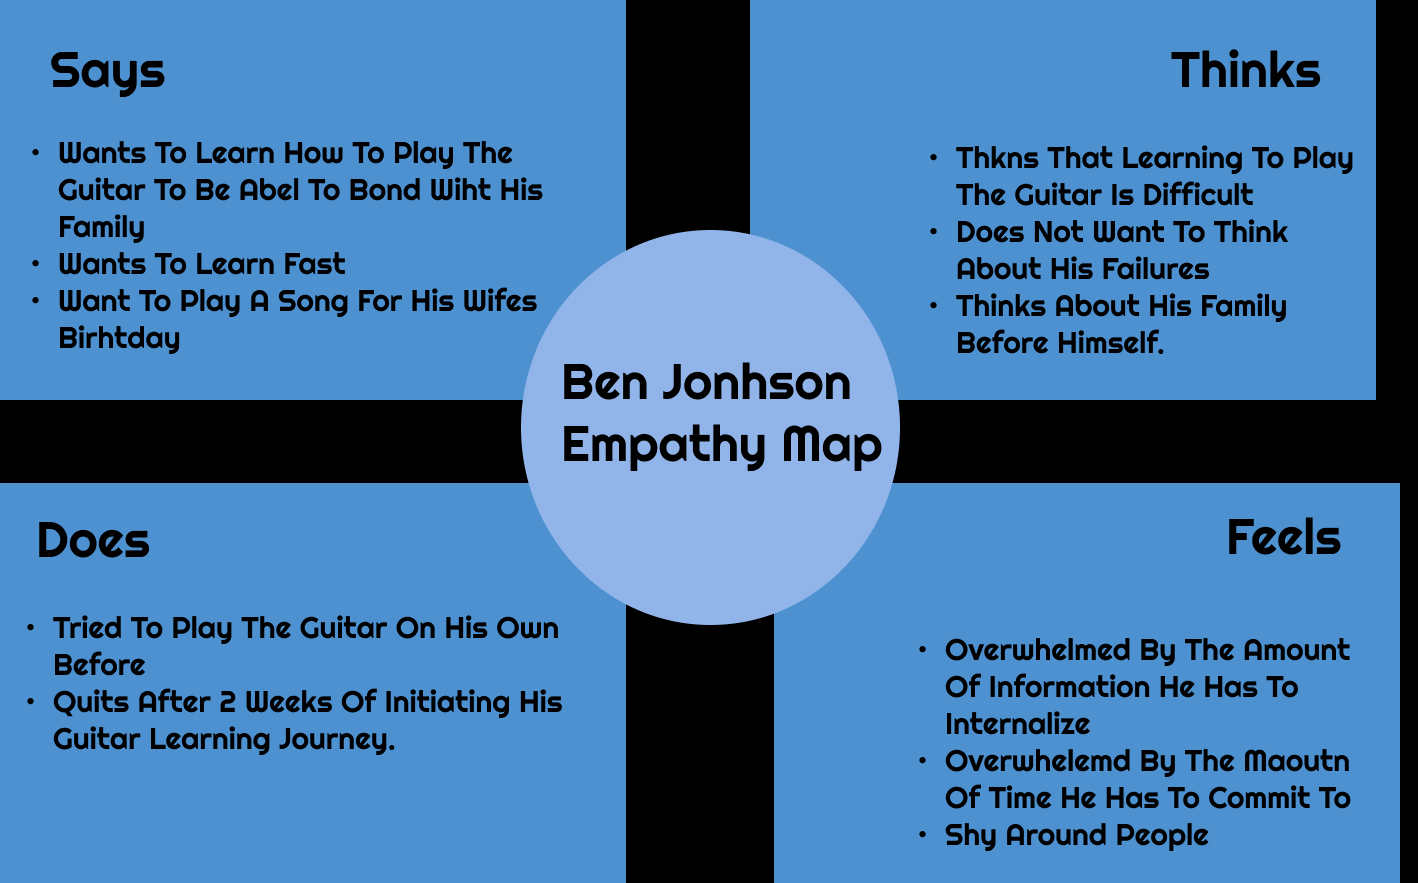 Says
• Wants To Learn How To Play The
Guitar To Be Abel To Bond Wiht His
Family
• Wants To Learn Fast
• Want To Play A Song For His Wifes
Birhtday
Thinks
• Thkns That Learning To Play
The Guitar Is Difficult
• Does Not Want To Think
About His Failures
• Thinks About His Family
Before Himself.
Ben Jonhson
Empathy Map
Does
• Tried To Play The Guitar On His Own
Before
• Quits After 2 Weeks Of Initiating His
Guitar Learning Journey.
Feels
• Overwhelmed By The Amount
Of Information He Has To
Internalize
• Overwhelemd By The Maoutn
Of Time He Has To Commit To
• Shy Around People